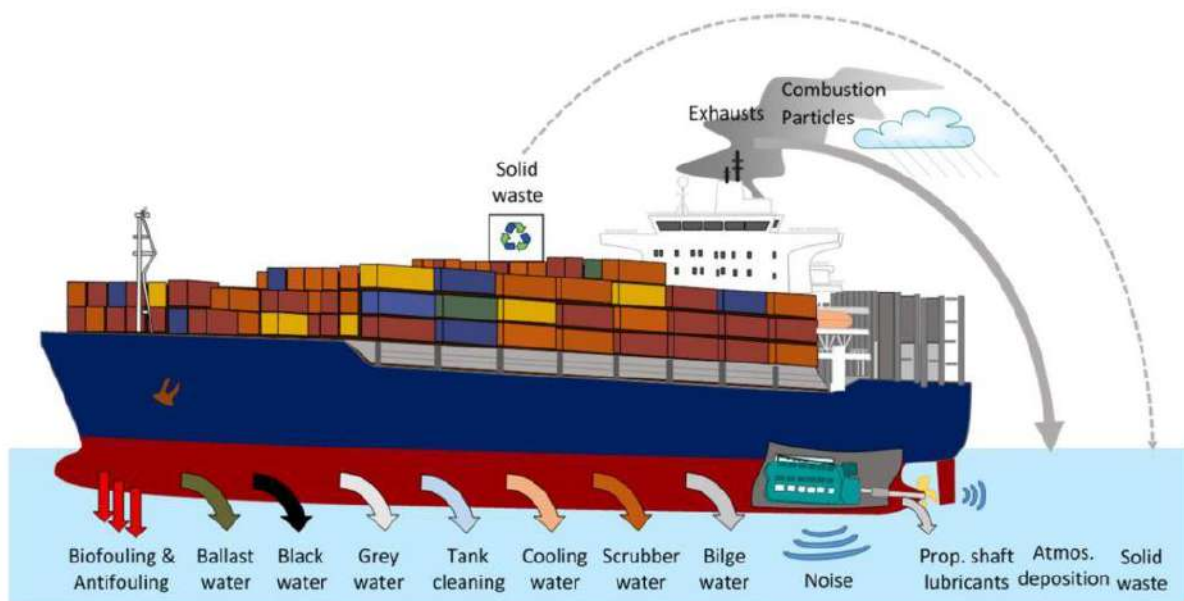 Exhausts
Combustion
Particles
Solid
waste
Biofouling &
Antifouling
Ballast
water
Black
water
Grey
water
Tank
cleaning
Cooling
water
Scrubber
water
Bilge
water
Noise
Prop. shaft
lubricants
Atmos.
deposition
Solid
waste